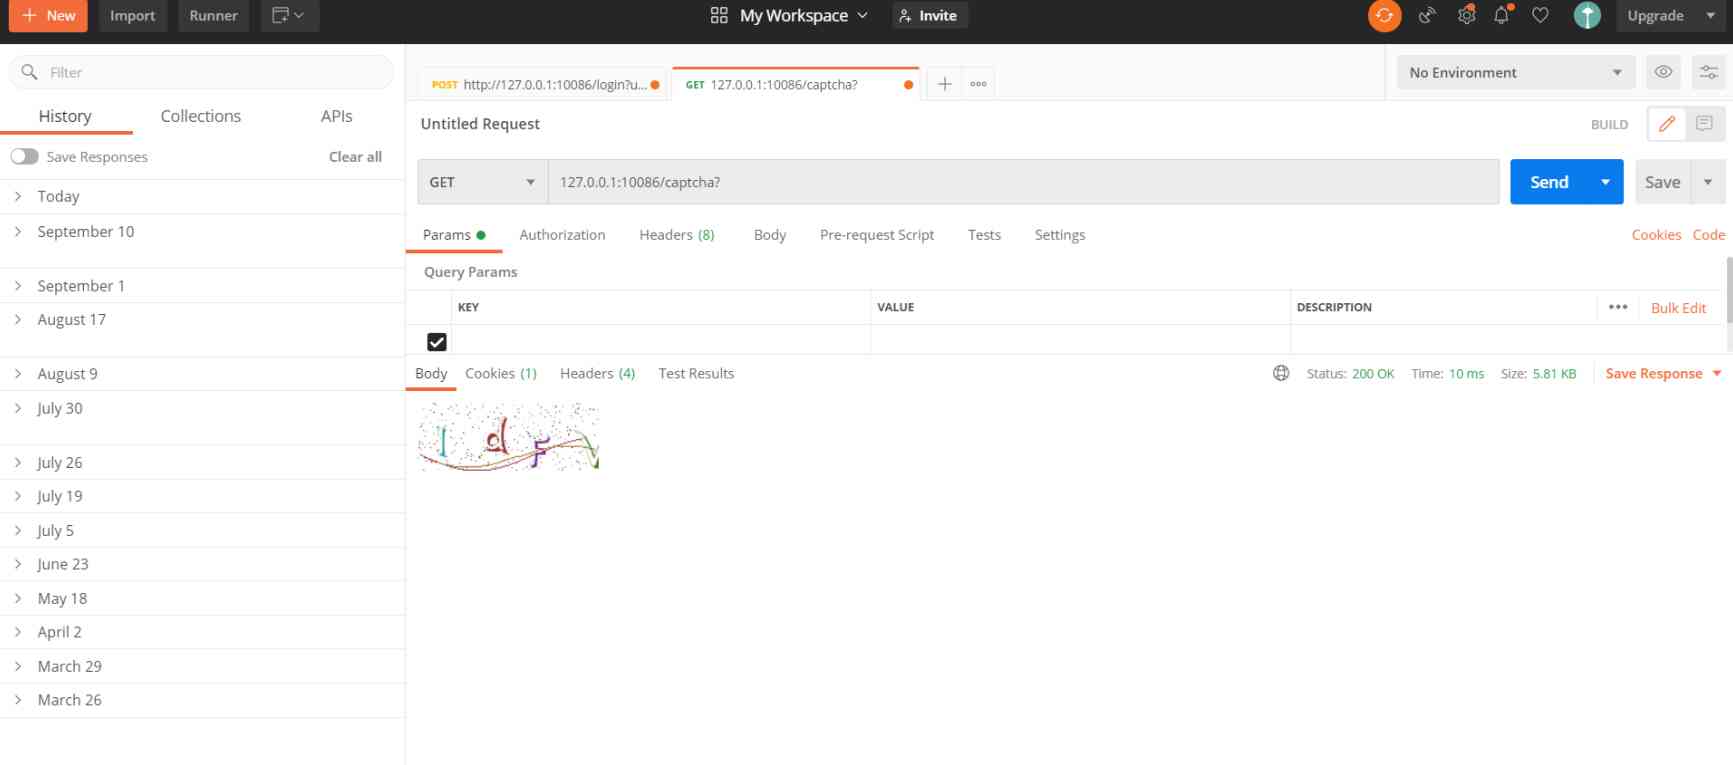 New Import Runner My Workspace Invite Upgrade
Filter
History Collections APIs
Save Responses Clear all
Today
September 10
September 1
August 17
August 9
July 30
July 26
July 19
July 5
June 23
May 18
April 2
March 29
March 26
POST http://127.0.0.1:10086/login?u... GET 127.0.0.1:10086/captcha? No Environment
Untitled Request BUILD
GET 127.0.0.1:10086/captcha? Send Save
Params Authorization Headers (8) Body Pre-request Script Tests Settings Cookies Code
Query Params
KEY VALUE DESCRIPTION Bulk Edit
Body Cookies (1) Headers (4) Test Results Status: 200 OK Time: 10 ms Size: 5.81 KB Save Response